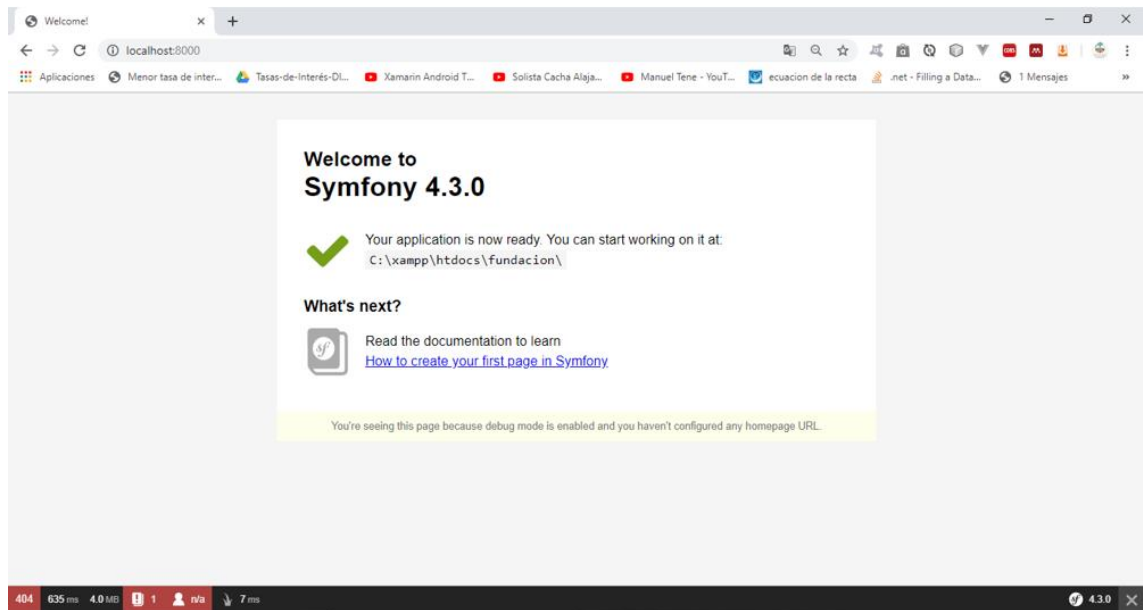 Welcome!
localhost:8000
Aplicaciones Menor tasa de inter... Tasas-de-Interés-DI... Xamarin Android T... Solista Cacha Alaja... Manuel Tene - YouT... ecuacion de la recta .net - Filling a Data... 1 Mensajes »
Welcome to
Symfony 4.3.0
Your application is now ready. You can start working on it at:
C:\xampp\htdocs\fundacion\
What's next?
Read the documentation to learn
How to create your first page in Symfony
You're seeing this page because debug mode is enabled and you haven't configured any homepage URL.
404 635 ms 4.0 MB 1 n/a 7 ms sf 4.3.0